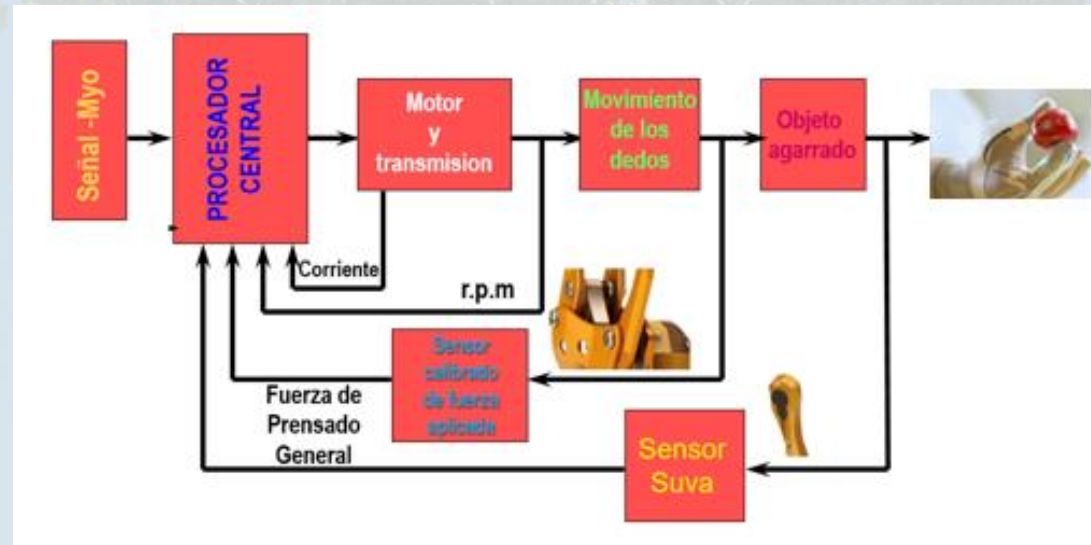 Señal -Myo
PROCESADOR
CENTRAL
Motor
y
transmision
Movimiento
de los
dedos
Objeto
agarrado
Corriente
r.p.m
Sensor
calibrado
de fuerza
aplicada
Fuerza de
Prensado
General
Sensor
Suva